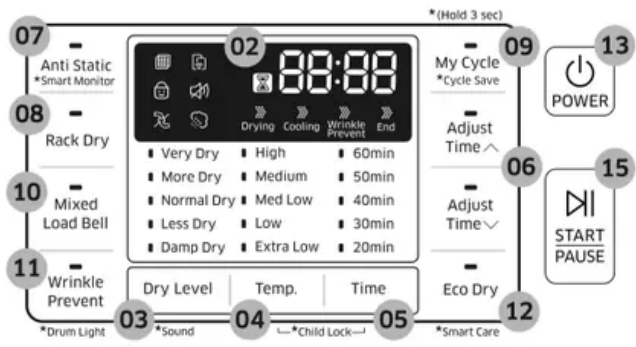 *(Hold 3 sec)
07
02
88:88
09
13
Anti Static
*Smart Monitor
My Cycle
*Cycle Save
POWER
08
Rack Dry
Drying Cooling Wrinkle Prevent End
Adjust
Time
Very Dry High 60min
More Dry Medium 50min
Normal Dry Med Low 40min
Less Dry Low 30min
Damp Dry Extra Low 20min
06
15
10
Mixed
Load Bell
Adjust
Time
START
PAUSE
11
Wrinkle
Prevent
Dry Level Temp. Time
Eco Dry
12
*Drum Light
03
*Sound
04
*Child Lock
05
*Smart Care